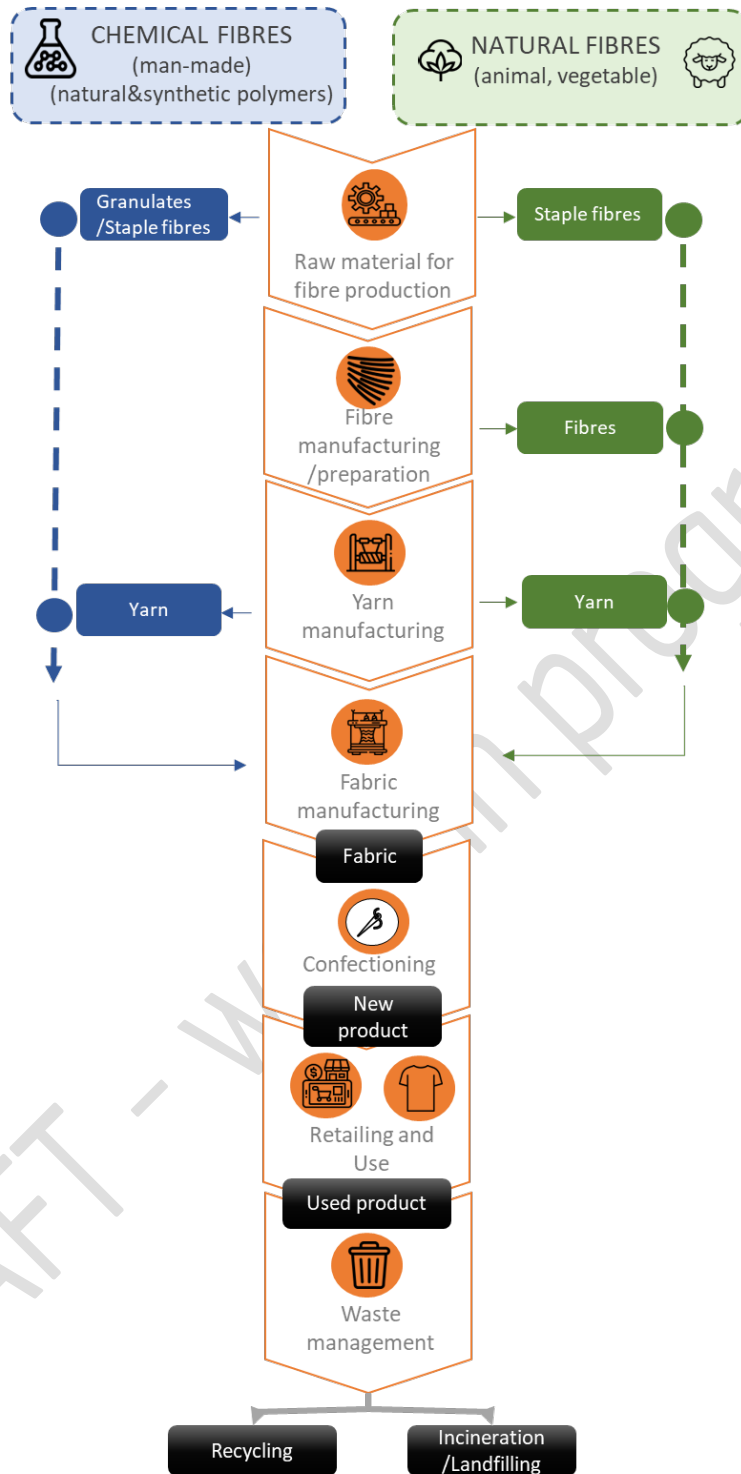 CHEMICAL FIBRES
(man-made)
(natural&synthetic polymers)
NATURAL FIBRES
(animal, vegetable)
Granulates
/Staple fibres
Raw material for
fibre production
Staple fibres
Fibre
manufacturing
/preparation
Fibres
Yarn
Yarn
manufacturing
Yarn
Fabric
manufacturing
Fabric
Confectioning
New
product
Retailing and
Use
Used product
Waste
management
Recycling
Incineration
/Landfilling